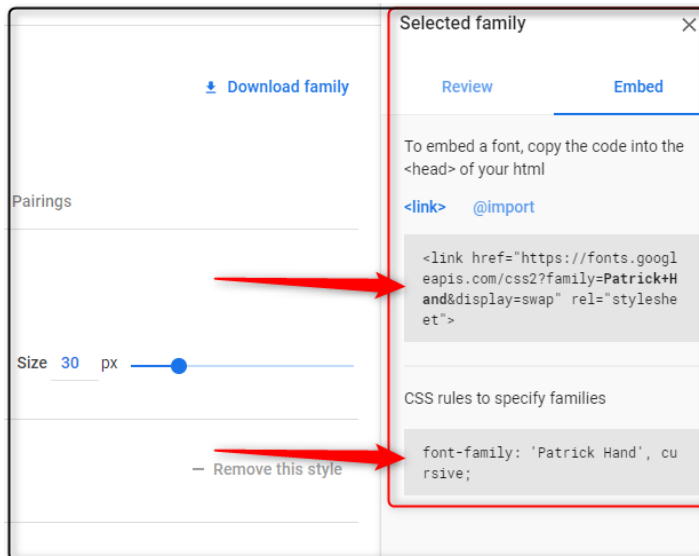 Selected family
Download family
Review Embed
To embed a font, copy the code into the
<head> of your html
Pairings
<link> @import
<link href="https://fonts.googl
eapis.com/css2?family=Patrick+H
and&display=swap" rel="styleshe
et">
Size 30 px
CSS rules to specify families
font-family: 'Patrick Hand', cu
rsive;
Remove this style